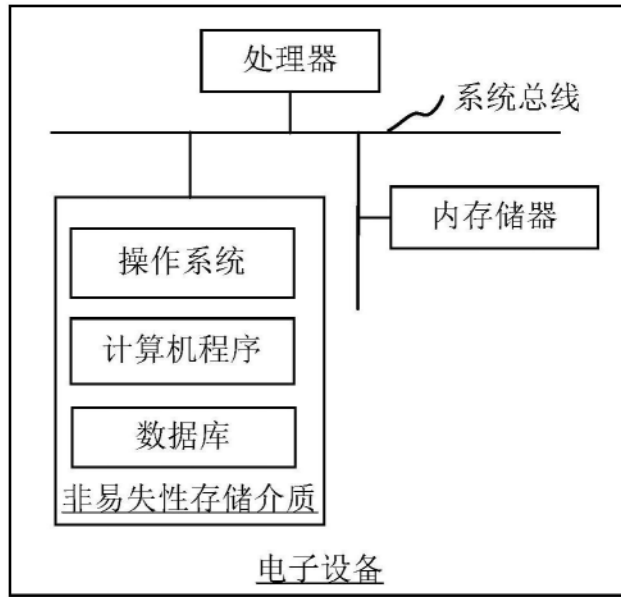 处理器
系统总线
内存储器
操作系统
计算机程序
数据库
非易失性存储介质
电子设备